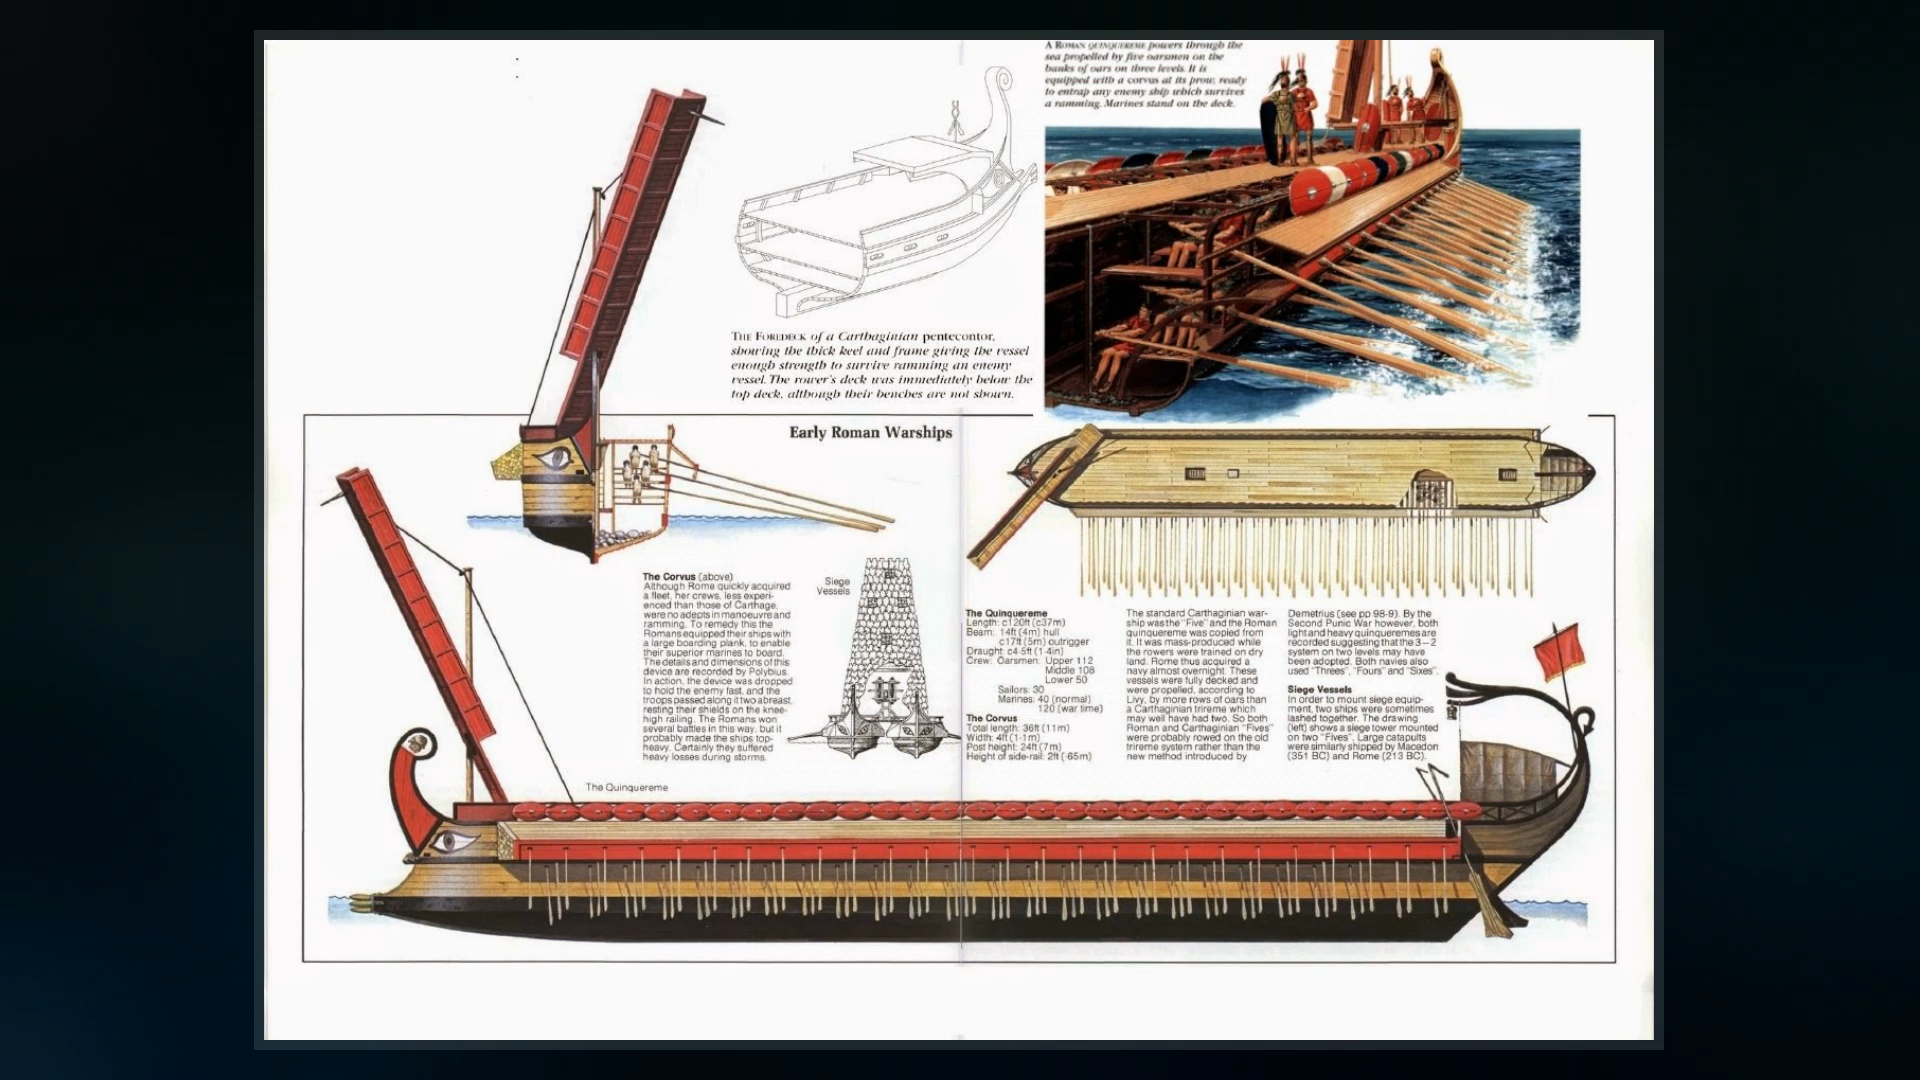 A ROMAN QUINQUEREME powers through the
sea propelled by five oarsmen on the
banks of oars on three levels. It is
equipped with a corvus at its prow, ready
to entrap any enemy ship which survives
a ramming. Marines stand on the deck.
THE FOREDECK of a Carthaginian pentecontor,
showing the thick keel and frame giving the vessel
enough strength to survive ramming an enemy
vessel. The rower's deck was immediately below the
top deck, although their benches are not shown.
Early Roman Warships
The Corvus (above)
Although Rome quickly acquired
a fleet, her crews, less experi-
enced than those of Carthage,
were no adepts in manoeuvre and
ramming. To remedy this the
Romans equipped their ships with
a large boarding plank, to enable
their superior marines to board.
The details and dimensions of this
device are recorded by Polybius.
In action, the device was dropped
to hold the enemy fast, and the
troops passed along it two abreast,
resting their shields on the knee-
high railing. The Romans won
several battles in this way, but it
probably made the ships top-
heavy. Certainly they suffered
heavy losses during storms.
Siege
Vessels
The Quinquereme
Length: c120ft (c37m)
Beam: 14ft (4m) hull
c17ft (5m) outrigger
Draught: c4·5ft (1·4m)
Crew: Oarsmen: Upper 112
Middle 108
Lower 50
Sailors: 30
Marines: 40 (normal)
120 (war time)
The Corvus
Total length: 36ft (11m)
Width: 4ft (1·1m)
Post height: 24ft (7m)
Height of side-rail: 2ft (·65m)
The standard Carthaginian war-
ship was the "Five" and the Roman
quinquereme was copied from
it. It was mass-produced while
the rowers were trained on dry
land. Rome thus acquired a
navy almost overnight. These
vessels were fully decked and
were propelled, according to
Livy, by more rows of oars than
a Carthaginian trireme which
may well have had two. So both
Roman and Carthaginian "Fives"
were probably rowed on the old
trireme system rather than the
new method introduced by
Demetrius (see pp 98-9). By the
Second Punic War however, both
light and heavy quinqueremes are
recorded suggesting that the 3–2
system on two levels may have
been adopted. Both navies also
used "Threes", "Fours" and "Sixes".
Siege Vessels
In order to mount siege equip-
ment, two ships were sometimes
lashed together. The drawing
(left) shows a siege tower mounted
on two "Fives". Large catapults
were similarly shipped by Macedon
(351 BC) and Rome (213 BC).
The Quinquereme